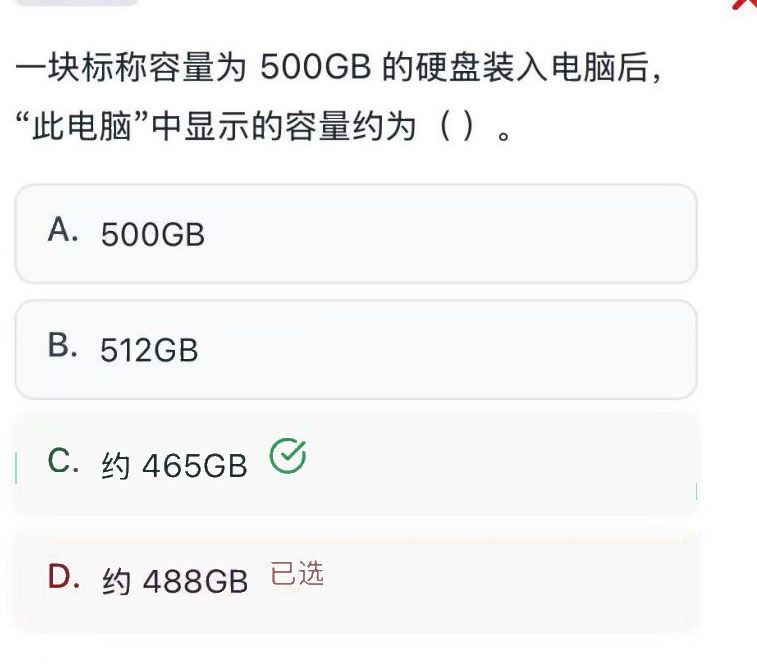 一块标称容量为 500GB 的硬盘装入电脑后，
“此电脑”中显示的容量约为（ ）。
A. 500GB
B. 512GB
C. 约 465GB
D. 约 488GB 已选